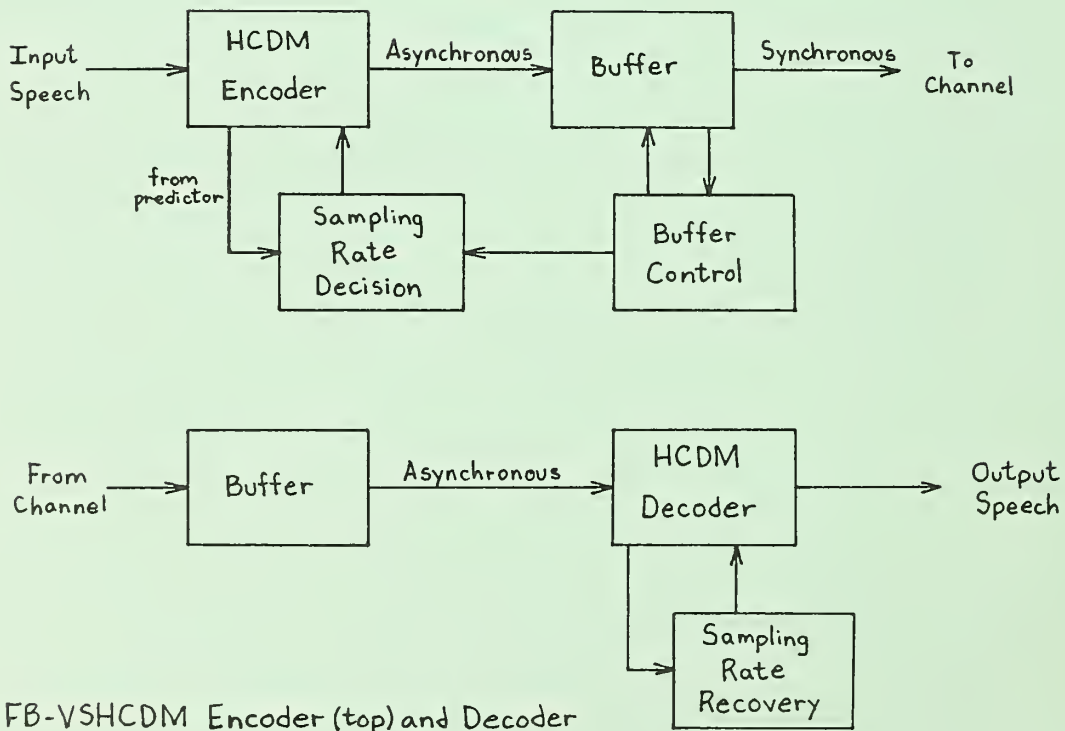 Input
Speech
HCDM
Encoder
Asynchronous
Buffer
Synchronous
To
Channel
from
predictor
Sampling
Rate
Decision
Buffer
Control
From
Channel
Buffer
Asynchronous
HCDM
Decoder
Output
Speech
Sampling
Rate
Recovery
FB-VSHCDM Encoder (top) and Decoder